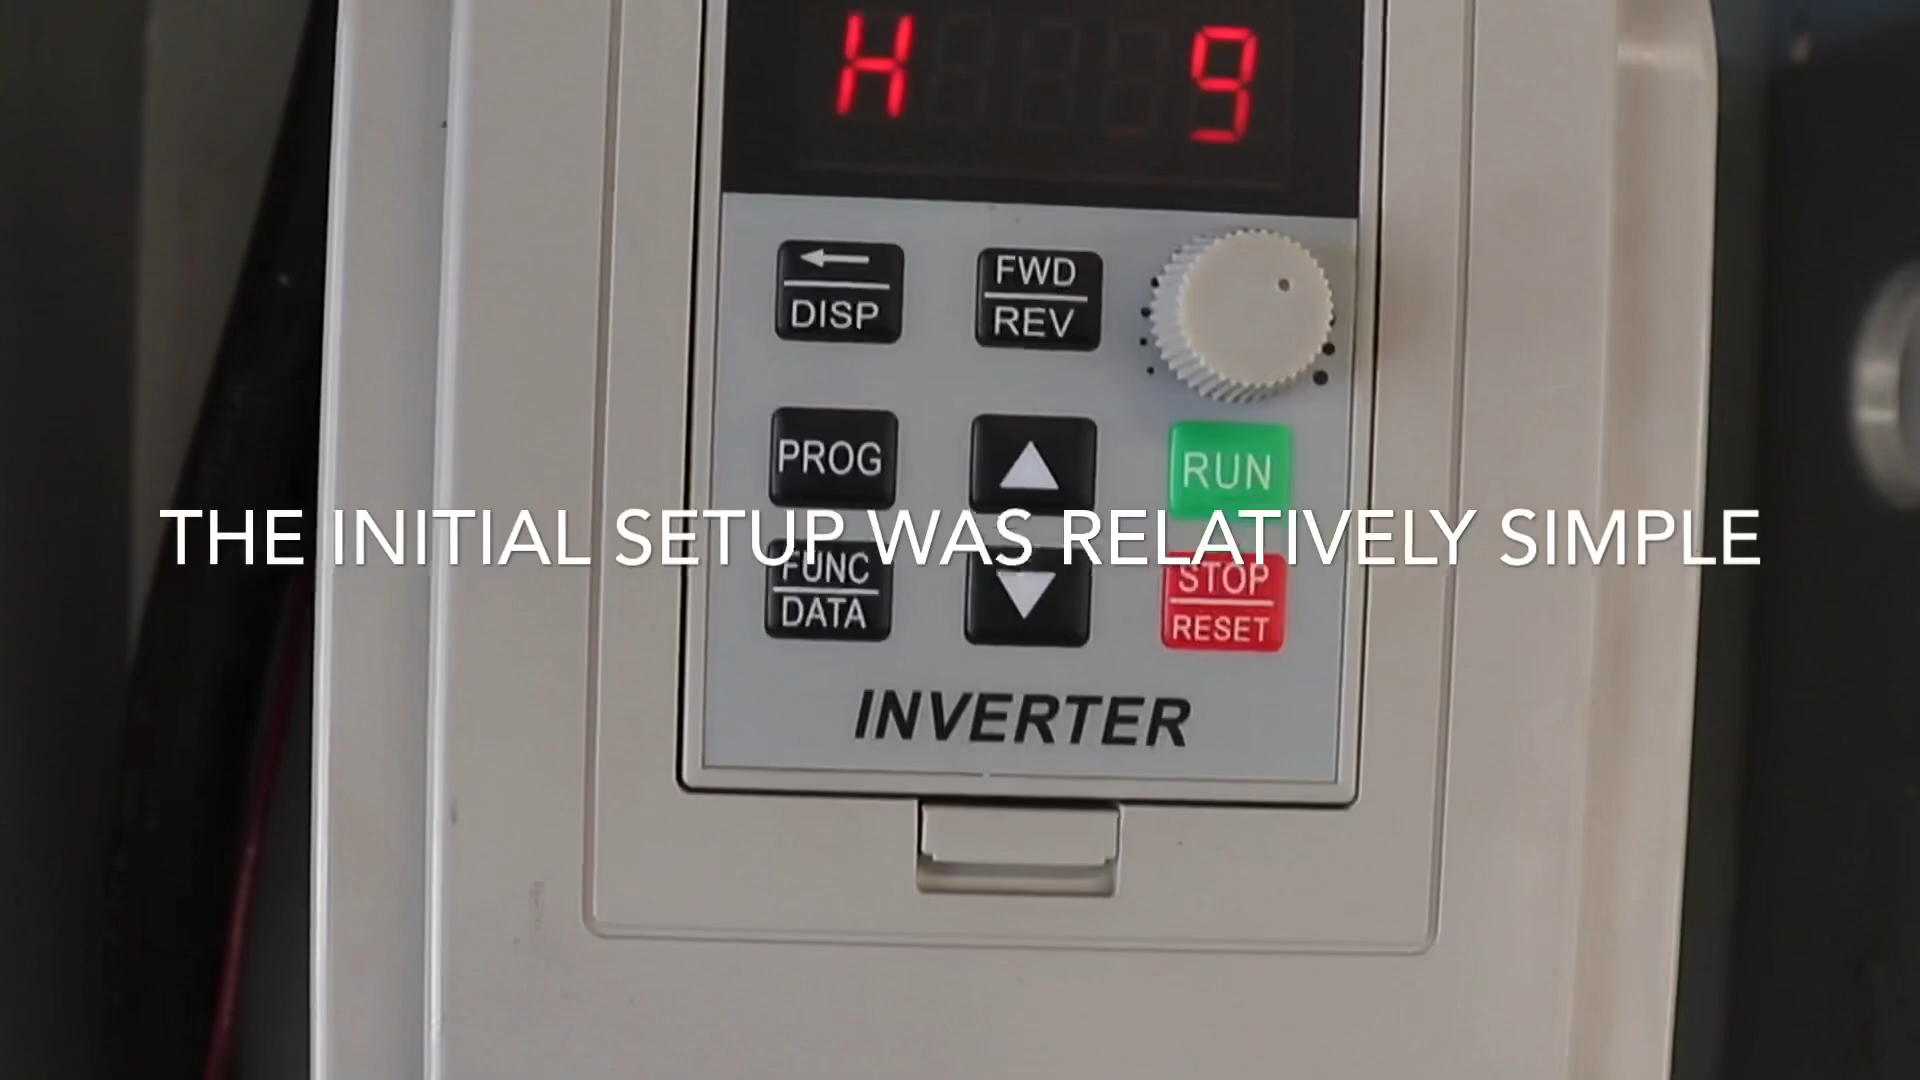 H 9
←
DISP
FWD
REV
PROG
RUN
THE INITIAL SETUP WAS RELATIVELY SIMPLE
FUNC
DATA
STOP
RESET
INVERTER